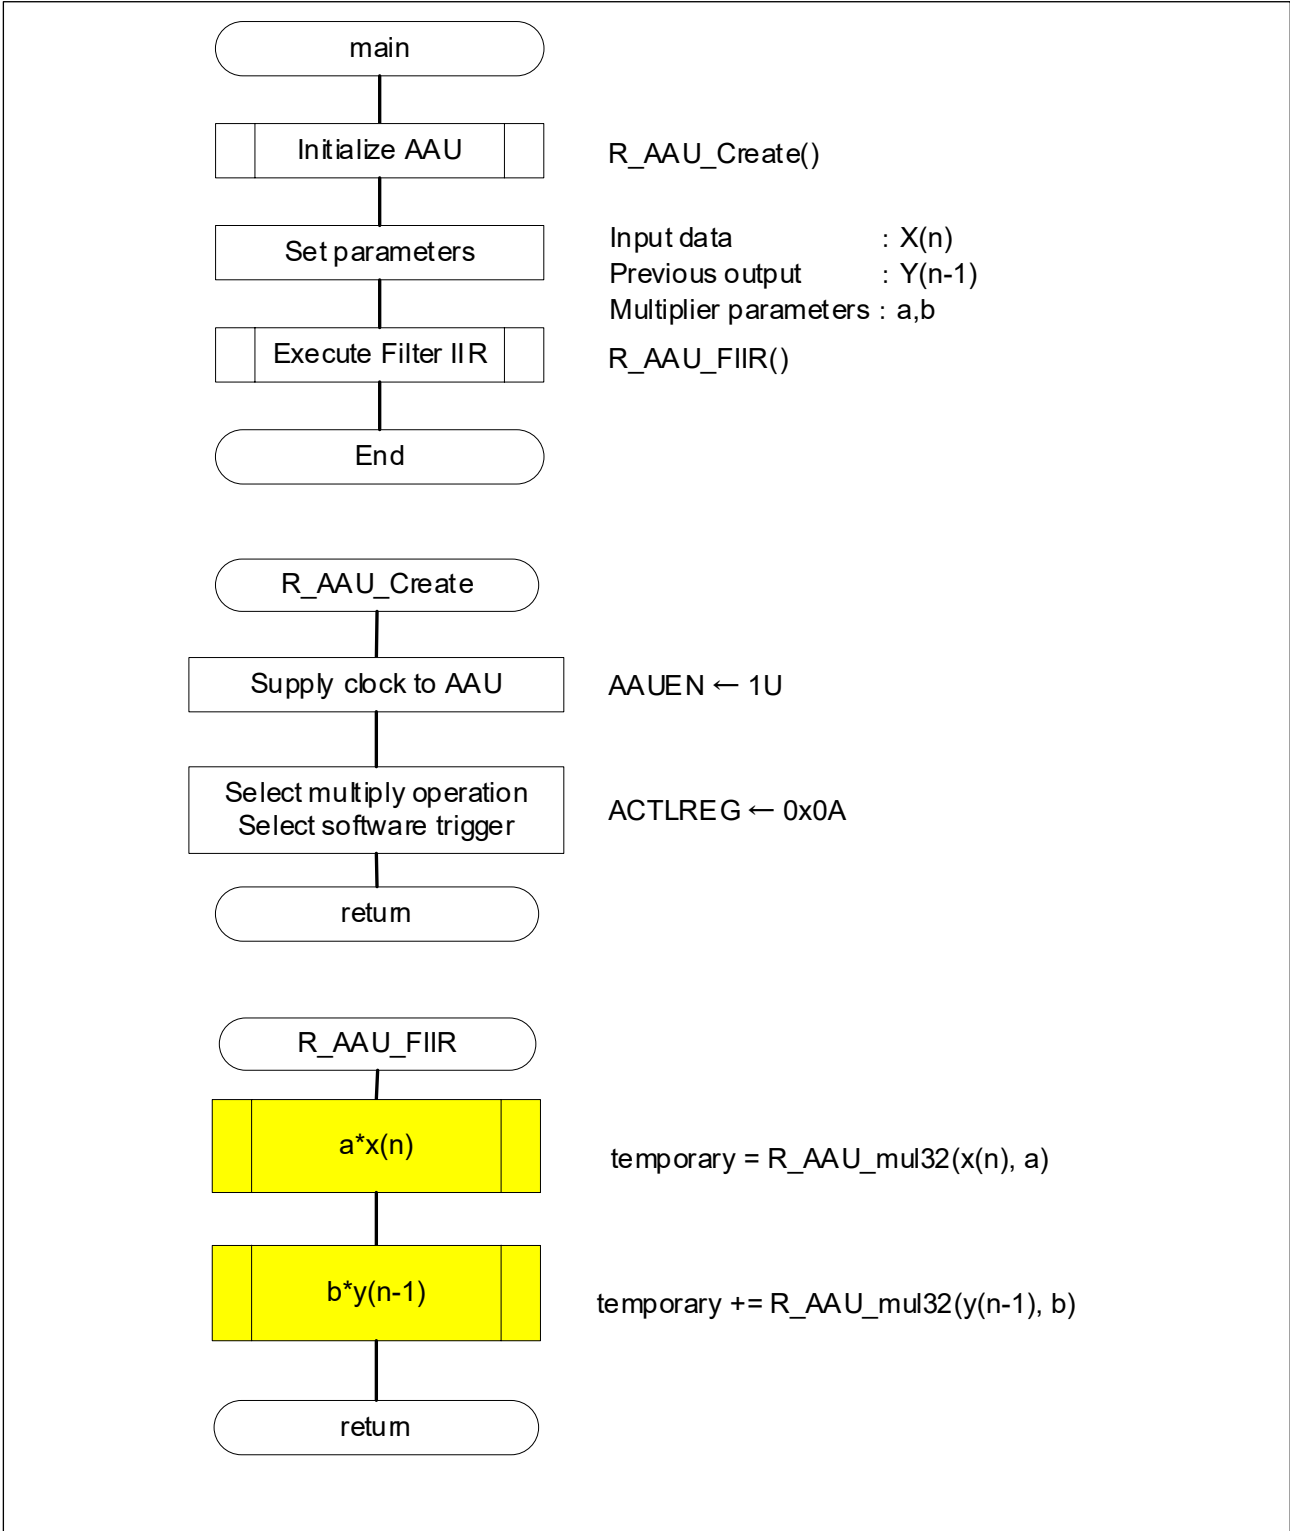 main
Initialize AAU
R_AAU_Create()
Set parameters
Input data : X(n)
Previous output : Y(n-1)
Multiplier parameters : a,b
Execute Filter IIR
R_AAU_FIIR()
End
R_AAU_Create
Supply clock to AAU
AAUEN ← 1U
Select multiply operation
Select software trigger
ACTLREG ← 0x0A
return
R_AAU_FIIR
a*x(n)
temporary = R_AAU_mul32(x(n), a)
b*y(n-1)
temporary += R_AAU_mul32(y(n-1), b)
return